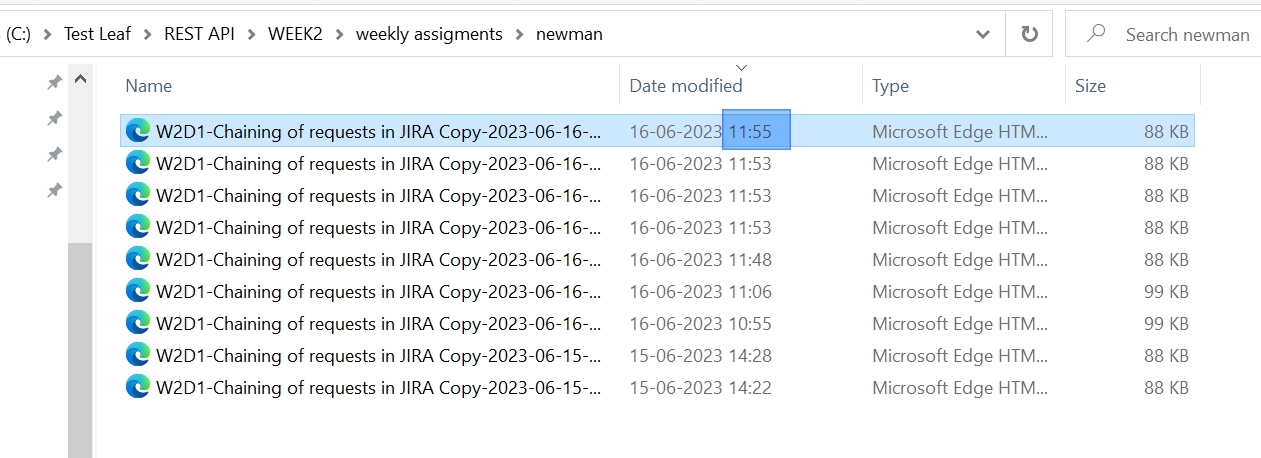 (C:) > Test Leaf > REST API > WEEK2 > weekly assigments > newman Search newman
Name Date modified Type Size
W2D1-Chaining of requests in JIRA Copy-2023-06-16-... 16-06-2023 11:55 Microsoft Edge HTM... 88 KB
W2D1-Chaining of requests in JIRA Copy-2023-06-16-... 16-06-2023 11:53 Microsoft Edge HTM... 88 KB
W2D1-Chaining of requests in JIRA Copy-2023-06-16-... 16-06-2023 11:53 Microsoft Edge HTM... 88 KB
W2D1-Chaining of requests in JIRA Copy-2023-06-16-... 16-06-2023 11:53 Microsoft Edge HTM... 88 KB
W2D1-Chaining of requests in JIRA Copy-2023-06-16-... 16-06-2023 11:48 Microsoft Edge HTM... 88 KB
W2D1-Chaining of requests in JIRA Copy-2023-06-16-... 16-06-2023 11:06 Microsoft Edge HTM... 99 KB
W2D1-Chaining of requests in JIRA Copy-2023-06-16-... 16-06-2023 10:55 Microsoft Edge HTM... 99 KB
W2D1-Chaining of requests in JIRA Copy-2023-06-15-... 15-06-2023 14:28 Microsoft Edge HTM... 88 KB
W2D1-Chaining of requests in JIRA Copy-2023-06-15-... 15-06-2023 14:22 Microsoft Edge HTM... 88 KB